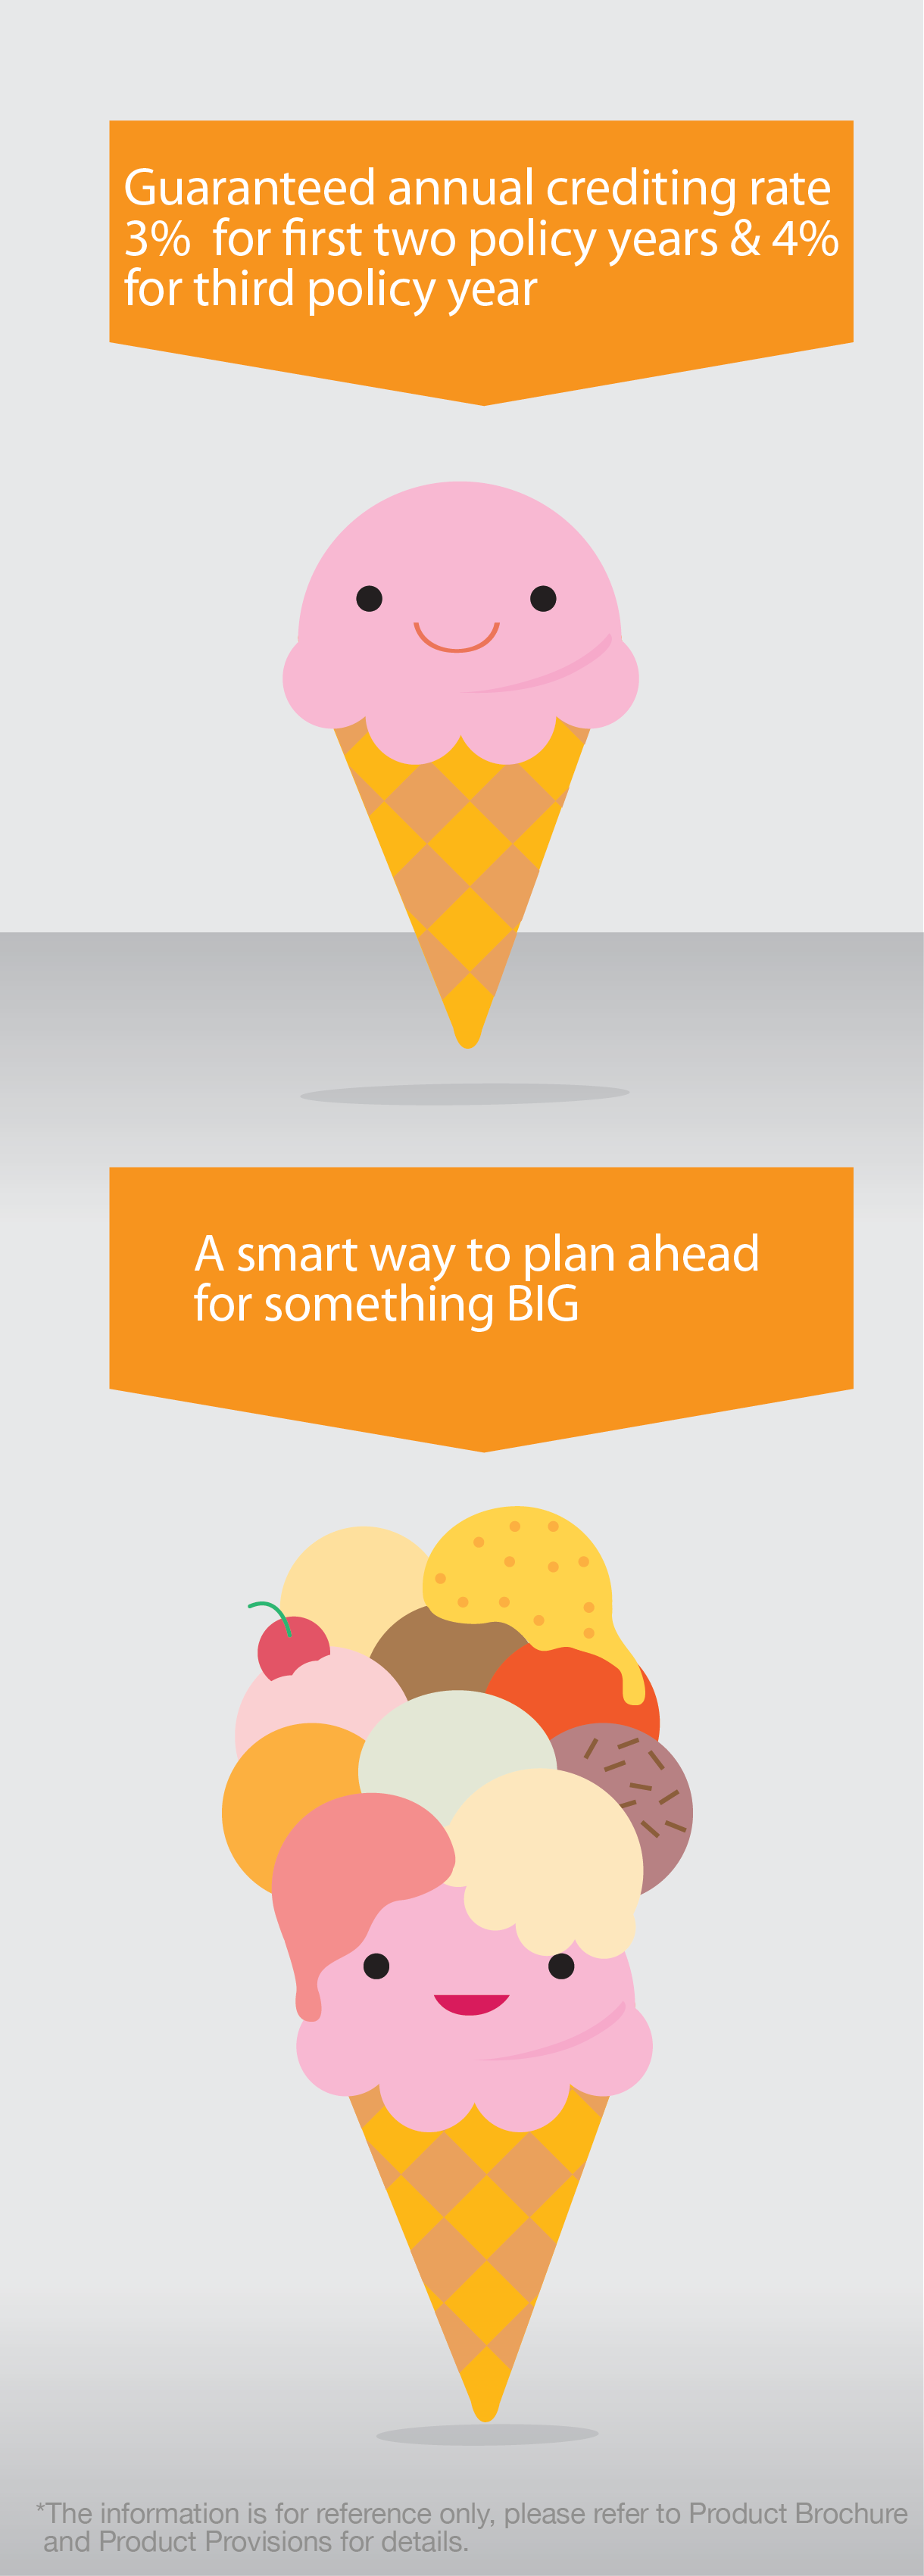 Guaranteed annual crediting rate
3% for first two policy years & 4%
for third policy year
A smart way to plan ahead
for something BIG
*The information is for reference only, please refer to Product Brochure
and Product Provisions for details.